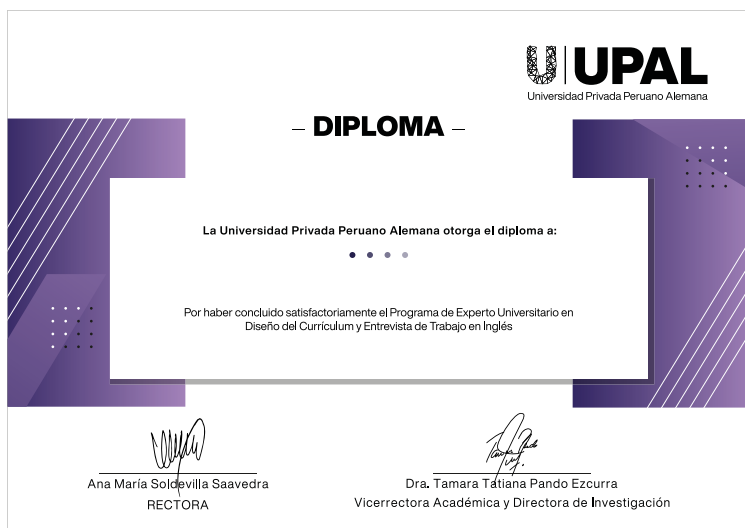 UPAL
Universidad Privada Peruano Alemana
– DIPLOMA –
La Universidad Privada Peruano Alemana otorga el diploma a:
Por haber concluido satisfactoriamente el Programa de Experto Universitario en
Diseño del Currículum y Entrevista de Trabajo en Inglés
Ana María Soldevilla Saavedra
RECTORA
Dra. Tamara Tatiana Pando Ezcurra
Vicerrectora Académica y Directora de Investigación